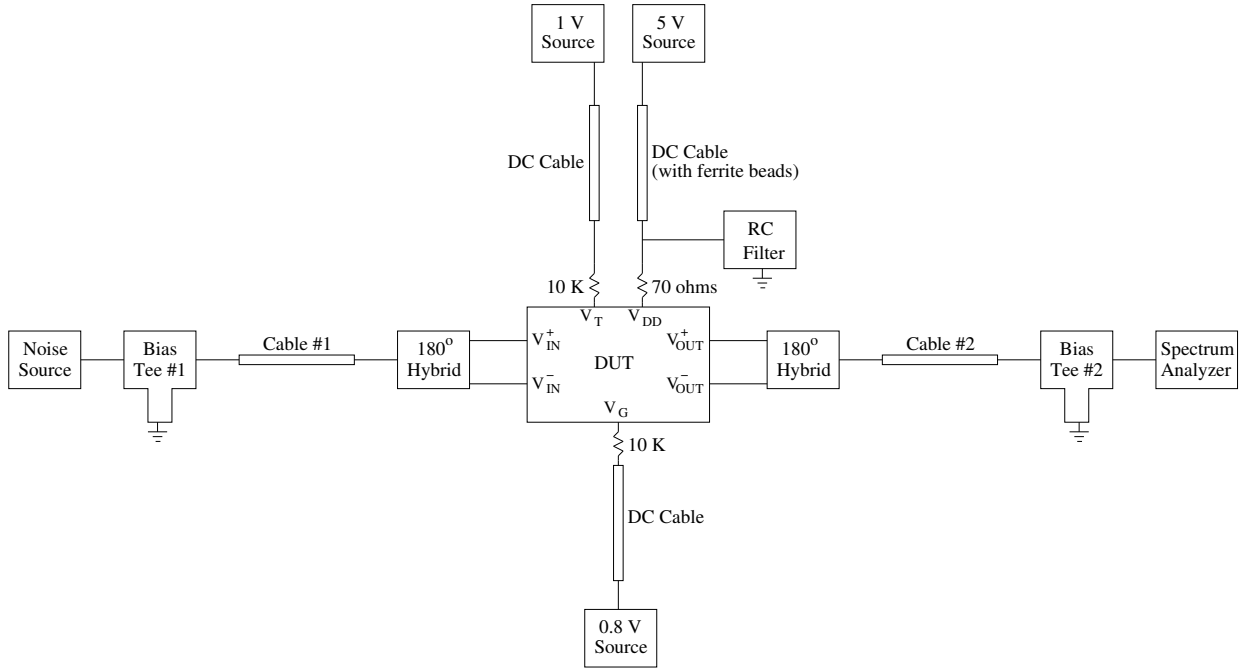 1 V
Source
5 V
Source
DC Cable
DC Cable
(with ferrite beads)
RC
Filter
10 K
70 ohms
V_T
V_DD
Noise
Source
Bias
Tee #1
Cable #1
180°
Hybrid
V_IN^+
V_IN^-
DUT
V_OUT^+
V_OUT^-
180°
Hybrid
Cable #2
Bias
Tee #2
Spectrum
Analyzer
V_G
10 K
DC Cable
0.8 V
Source